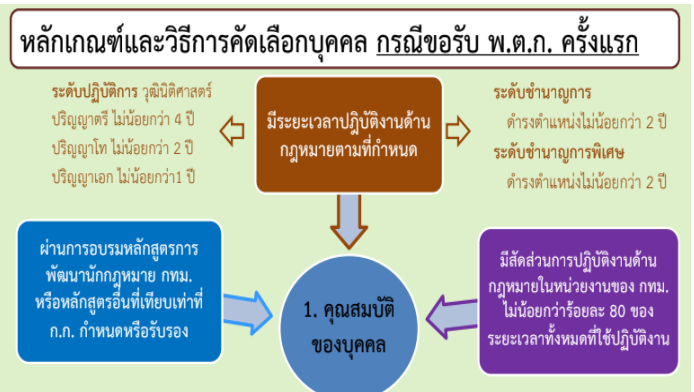 หลักเกณฑ์และวิธีการคัดเลือกบุคคล กรณีขอรับ พ.ต.ก. ครั้งแรก
ระดับปฏิบัติการ วุฒินิติศาสตร์
ปริญญาตรี ไม่น้อยกว่า 4 ปี
ปริญญาโท ไม่น้อยกว่า 2 ปี
ปริญญาเอก ไม่น้อยกว่า1 ปี
มีระยะเวลาปฏิบัติงานด้าน
กฎหมายตามที่กำหนด
ระดับชำนาญการ
ดำรงตำแหน่งไม่น้อยกว่า 2 ปี
ระดับชำนาญการพิเศษ
ดำรงตำแหน่งไม่น้อยกว่า 2 ปี
ผ่านการอบรมหลักสูตรการ
พัฒนานักกฎหมาย กทม.
หรือหลักสูตรอื่นที่เทียบเท่าที่
ก.ก. กำหนดหรือรับรอง
1. คุณสมบัติ
ของบุคคล
มีสัดส่วนการปฏิบัติงานด้าน
กฎหมายในหน่วยงานของ กทม.
ไม่น้อยกว่าร้อยละ 80 ของ
ระยะเวลาทั้งหมดที่ใช้ปฏิบัติงาน